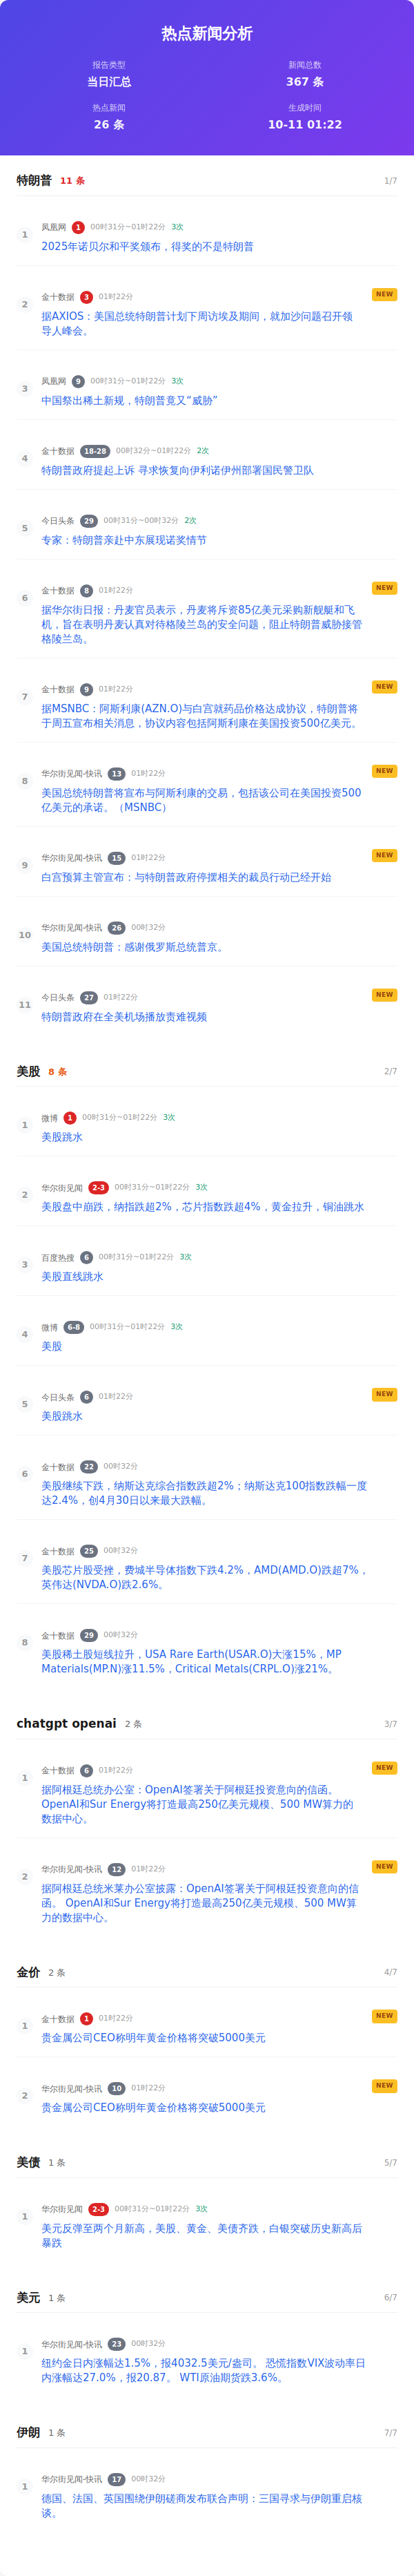 热点新闻分析
报告类型
当日汇总
新闻总数
367 条
热点新闻
26 条
生成时间
10-11 01:22
特朗普 11 条 1/7
1 凤凰网 1 00时31分~01时22分 3次
2025年诺贝尔和平奖颁布，得奖的不是特朗普
2 金十数据 3 01时22分 NEW
据AXIOS：美国总统特朗普计划下周访埃及期间，就加沙问题召开领
导人峰会。
3 凤凰网 9 00时31分~01时22分 3次
中国祭出稀土新规，特朗普竟又“威胁”
4 金十数据 18-28 00时32分~01时22分 2次
特朗普政府提起上诉 寻求恢复向伊利诺伊州部署国民警卫队
5 今日头条 29 00时31分~00时32分 2次
专家：特朗普亲赴中东展现诺奖情节
6 金十数据 8 01时22分 NEW
据华尔街日报：丹麦官员表示，丹麦将斥资85亿美元采购新舰艇和飞
机，旨在表明丹麦认真对待格陵兰岛的安全问题，阻止特朗普威胁接管
格陵兰岛。
7 金十数据 9 01时22分 NEW
据MSNBC：阿斯利康(AZN.O)与白宫就药品价格达成协议，特朗普将
于周五宣布相关消息，协议内容包括阿斯利康在美国投资500亿美元。
8 华尔街见闻-快讯 13 01时22分 NEW
美国总统特朗普将宣布与阿斯利康的交易，包括该公司在美国投资500
亿美元的承诺。（MSNBC）
9 华尔街见闻-快讯 15 01时22分 NEW
白宫预算主管宣布：与特朗普政府停摆相关的裁员行动已经开始
10 华尔街见闻-快讯 26 00时32分
美国总统特朗普：感谢俄罗斯总统普京。
11 今日头条 27 01时22分 NEW
特朗普政府在全美机场播放责难视频
美股 8 条 2/7
1 微博 1 00时31分~01时22分 3次
美股跳水
2 华尔街见闻 2-3 00时31分~01时22分 3次
美股盘中崩跌，纳指跌超2%，芯片指数跌超4%，黄金拉升，铜油跳水
3 百度热搜 6 00时31分~01时22分 3次
美股直线跳水
4 微博 6-8 00时31分~01时22分 3次
美股
5 今日头条 6 01时22分 NEW
美股跳水
6 金十数据 22 00时32分
美股继续下跌，纳斯达克综合指数跌超2%；纳斯达克100指数跌幅一度
达2.4%，创4月30日以来最大跌幅。
7 金十数据 25 00时32分
美股芯片股受挫，费城半导体指数下跌4.2%，AMD(AMD.O)跌超7%，
英伟达(NVDA.O)跌2.6%。
8 金十数据 29 00时32分
美股稀土股短线拉升，USA Rare Earth(USAR.O)大涨15%，MP
Materials(MP.N)涨11.5%，Critical Metals(CRPL.O)涨21%。
chatgpt openai 2 条 3/7
1 金十数据 6 01时22分 NEW
据阿根廷总统办公室：OpenAI签署关于阿根廷投资意向的信函。
OpenAI和Sur Energy将打造最高250亿美元规模、500 MW算力的
数据中心。
2 华尔街见闻-快讯 12 01时22分 NEW
据阿根廷总统米莱办公室披露：OpenAI签署关于阿根廷投资意向的信
函。 OpenAI和Sur Energy将打造最高250亿美元规模、500 MW算
力的数据中心。
金价 2 条 4/7
1 金十数据 1 01时22分 NEW
贵金属公司CEO称明年黄金价格将突破5000美元
2 华尔街见闻-快讯 10 01时22分 NEW
贵金属公司CEO称明年黄金价格将突破5000美元
美债 1 条 5/7
1 华尔街见闻 2-3 00时31分~01时22分 3次
美元反弹至两个月新高，美股、黄金、美债齐跌，白银突破历史新高后
暴跌
美元 1 条 6/7
1 华尔街见闻-快讯 23 00时32分
纽约金日内涨幅达1.5%，报4032.5美元/盎司。 恐慌指数VIX波动率日
内涨幅达27.0%，报20.87。 WTI原油期货跌3.6%。
伊朗 1 条 7/7
1 华尔街见闻-快讯 17 00时32分
德国、法国、英国围绕伊朗磋商发布联合声明：三国寻求与伊朗重启核
谈。